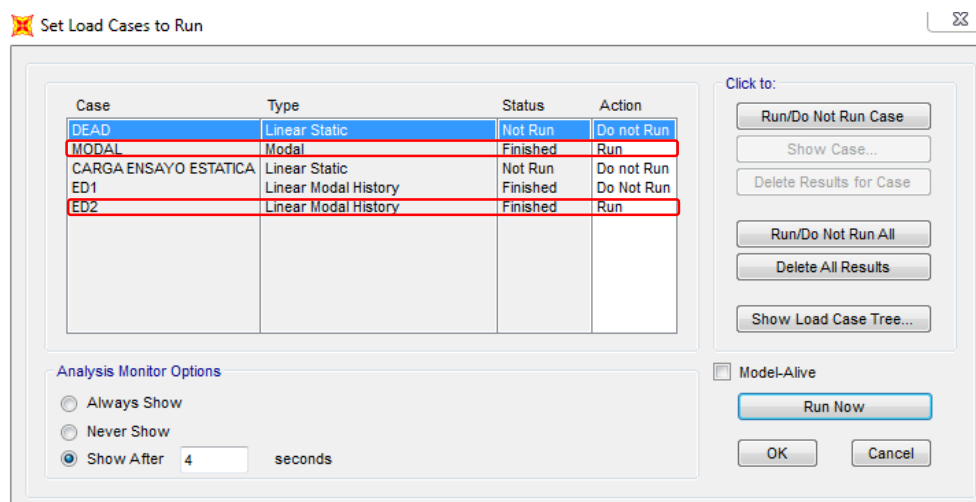 Set Load Cases to Run
Case Type Status Action
DEAD Linear Static Not Run Do not Run
MODAL Modal Finished Run
CARGA ENSAYO ESTATICA Linear Static Not Run Do not Run
ED1 Linear Modal History Finished Do Not Run
ED2 Linear Modal History Finished Run
Click to:
Run/Do Not Run Case
Show Case...
Delete Results for Case
Run/Do Not Run All
Delete All Results
Show Load Case Tree...
Analysis Monitor Options
Always Show
Never Show
Show After 4 seconds
Model-Alive
Run Now
OK Cancel